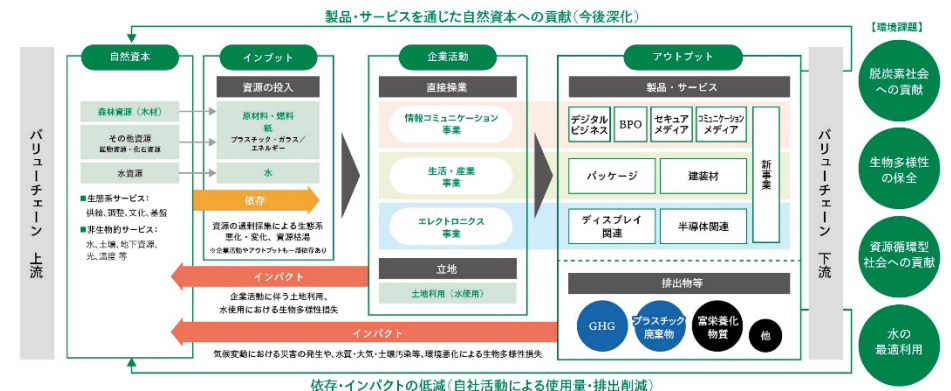 製品・サービスを通じた自然資本への貢献（今後深化）
【環境課題】
バリューチェーン 上流
自然資本
森林資源（木材）
その他資源
鉱物資源・化石資源
水資源
■生態系サービス：
供給、調整、文化、基盤
■非生物的サービス：
水、土壌、地下資源、
光、温度 等
インプット
資源の投入
原材料・燃料
紙
プラスチック・ガラス／
エネルギー
水
依存
資源の過剰採集による生態系
悪化・変化、資源枯渇
※企業活動やアウトプットも一部依存あり
企業活動
直接操業
情報コミュニケーション
事業
生活・産業
事業
エレクトロニクス
事業
立地
土地利用（水使用）
インパクト
企業活動に伴う土地利用、
水使用における生物多様性損失
インパクト
気候変動における災害の発生や、水質・大気・土壌汚染等、環境悪化による生物多様性損失
アウトプット
製品・サービス
デジタル
ビジネス
BPO
セキュア
メディア
コミュニケーション
メディア
パッケージ
建装材
ディスプレイ
関連
半導体関連
新事業
排出物等
GHG
プラスチック
廃棄物
富栄養化
物質
他
バリューチェーン 下流
脱炭素社会
への貢献
生物多様性
の保全
資源循環型
社会への貢献
水の
最適利用
依存・インパクトの低減（自社活動による使用量・排出削減）